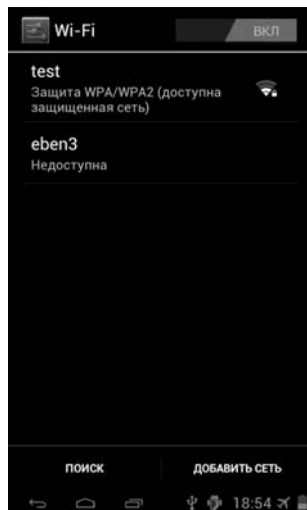 Wi-Fi
ВКЛ
test
Защита WPA/WPA2 (доступна
защищенная сеть)
eben3
Недоступна
ПОИСК
ДОБАВИТЬ СЕТЬ
18:54